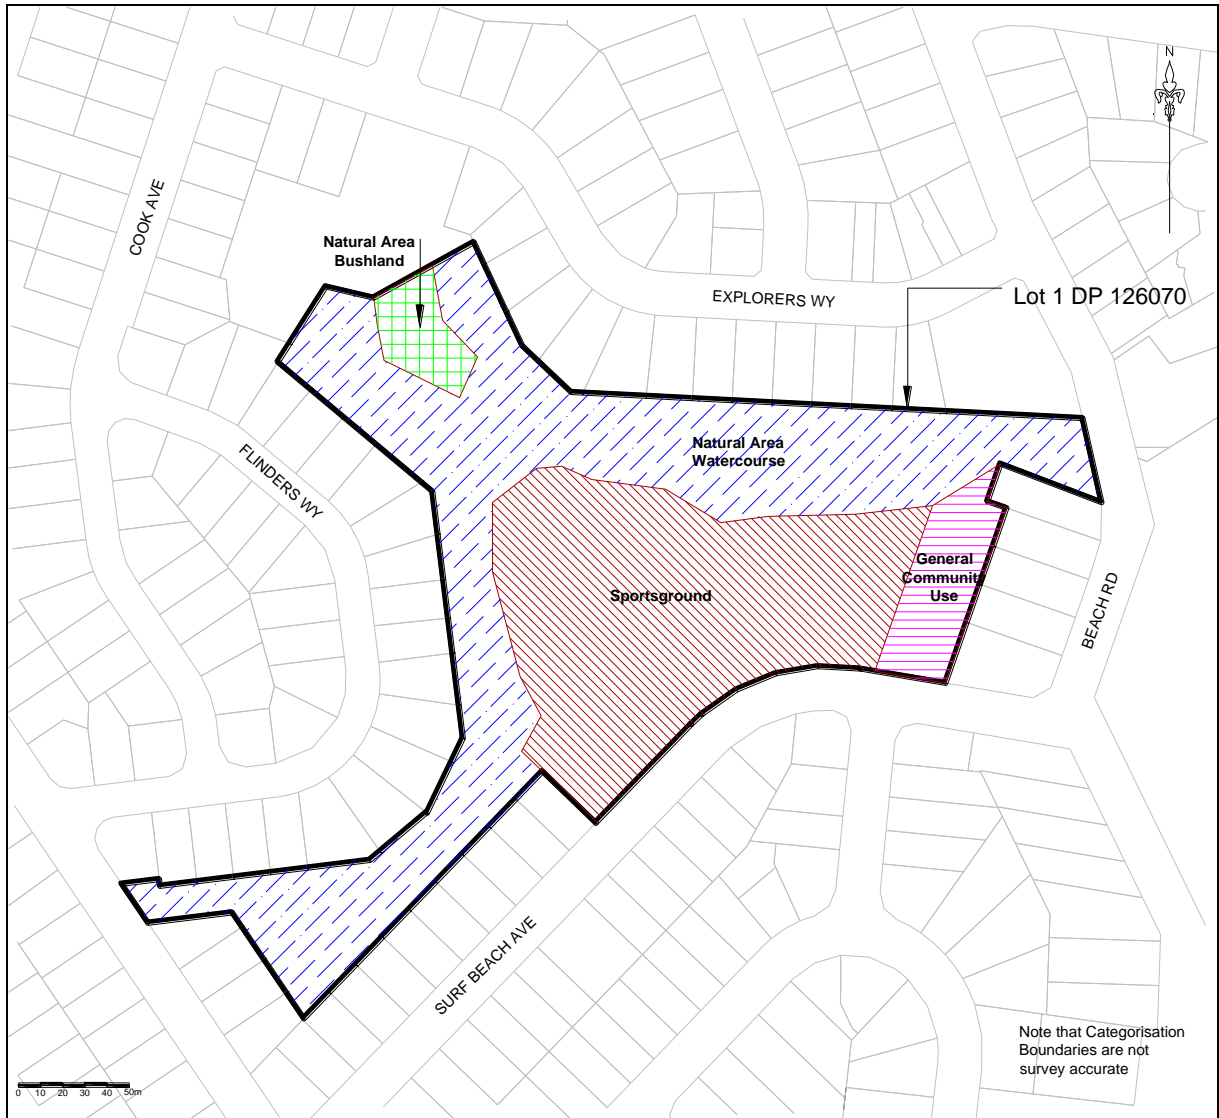 N
COOK AVE
Natural Area
Bushland
EXPLORERS WY
Lot 1 DP 126070
FLINDERS WY
Natural Area
Watercourse
General
Community
Use
Sportsground
BEACH RD
SURF BEACH AVE
Note that Categorisation
Boundaries are not
survey accurate
0 10 20 30 40 50m